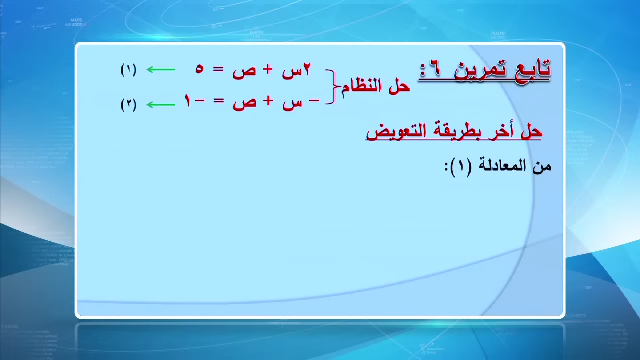 تابع تمرين ٦:
حل النظام
٢س + ص = ٥ (١)
- س + ص = -١ (٢)
حل أخر بطريقة التعويض
من المعادلة (١):